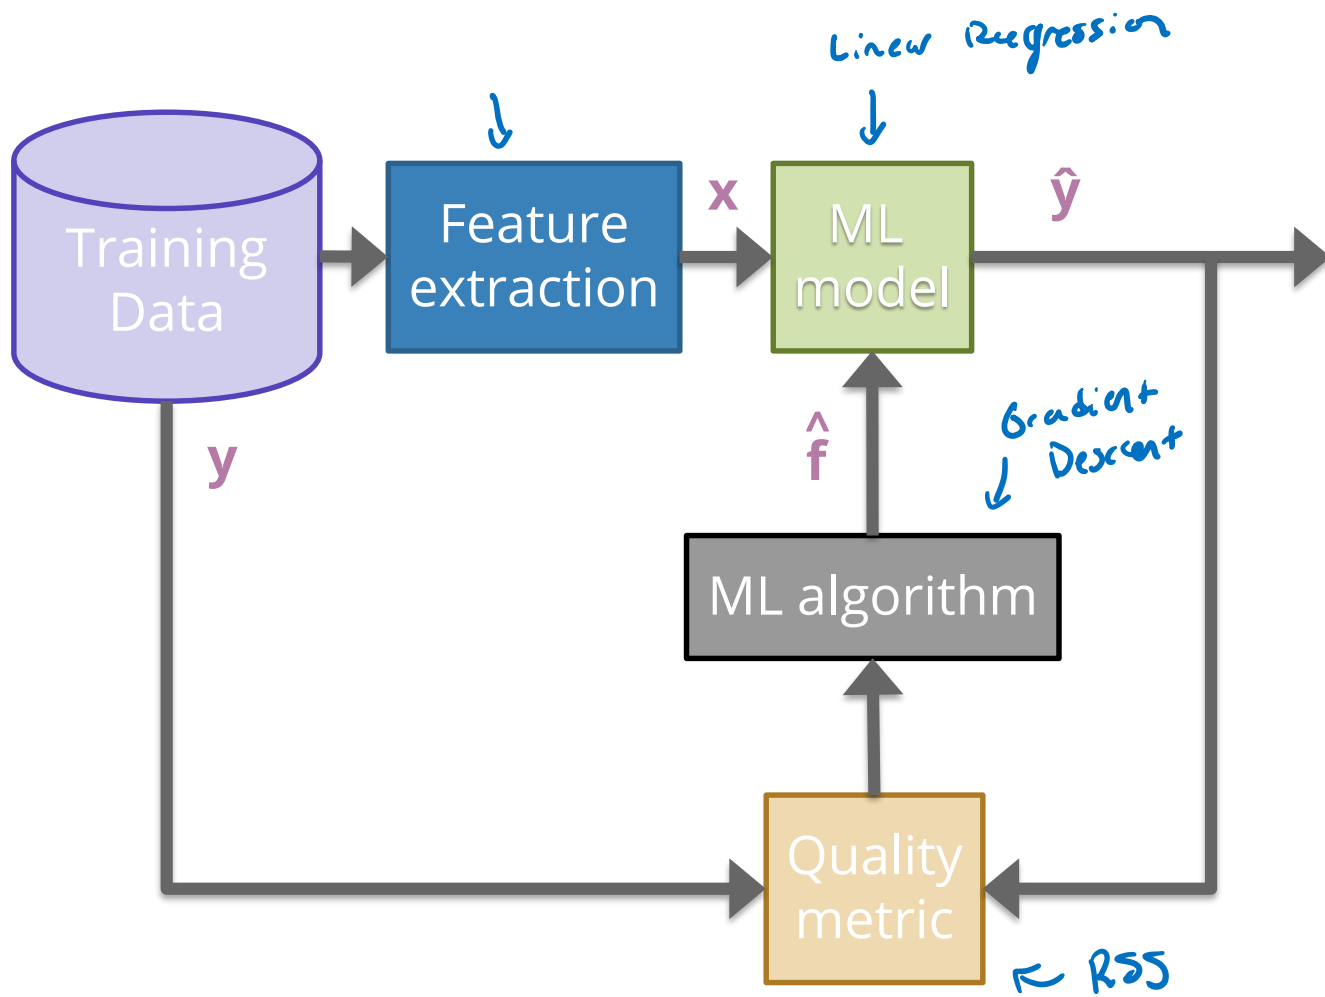 Linear Regression
Training
Data
Feature
extraction
x
ML
model
ŷ
y
f̂
Gradient
Descent
ML algorithm
Quality
metric
RSS